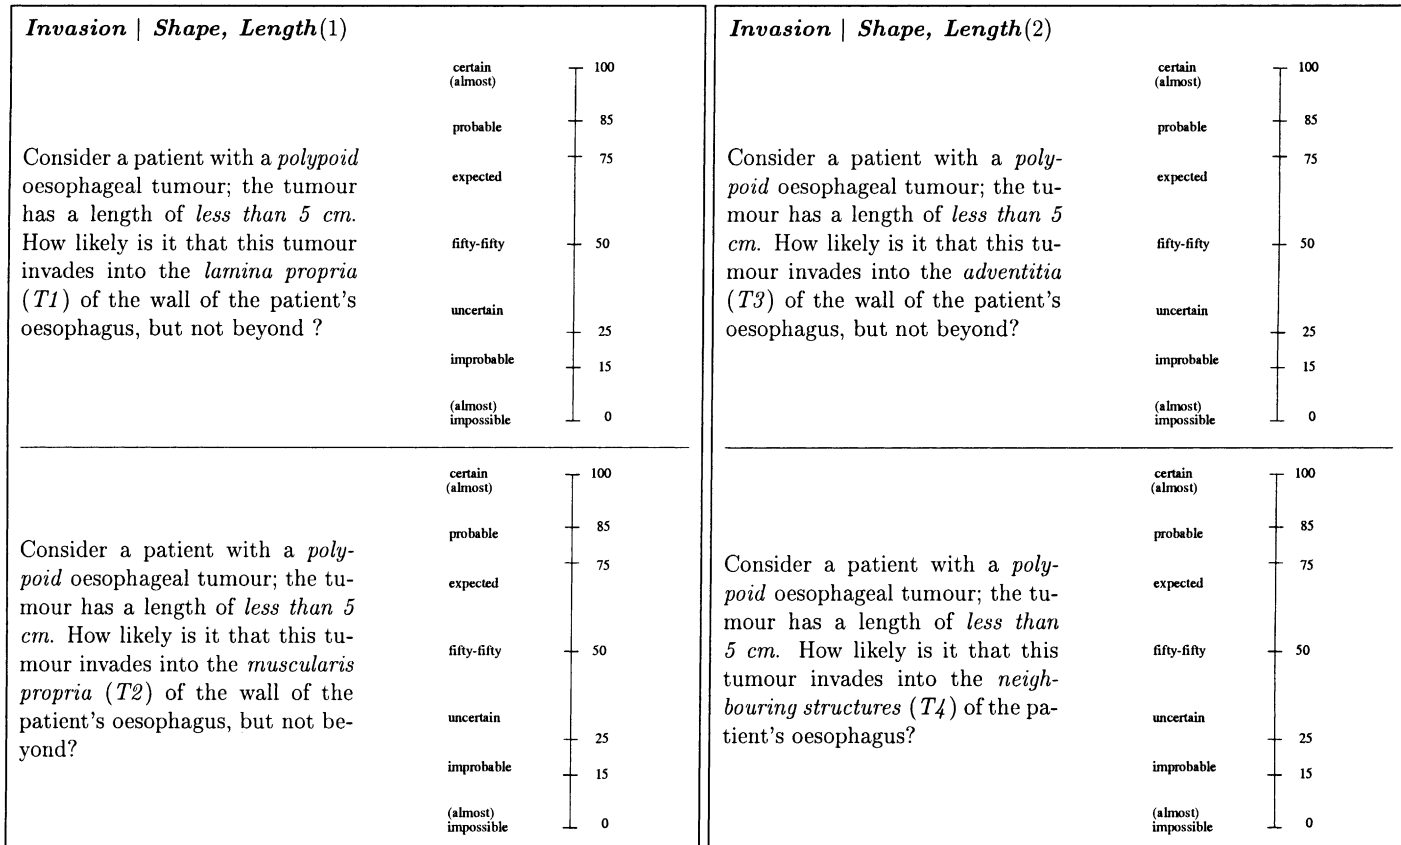 Invasion | Shape, Length(1)
certain
(almost)
100
probable
85
75
expected
fifty-fifty
50
uncertain
25
improbable
15
(almost)
impossible
0
Consider a patient with a polypoid
oesophageal tumour; the tumour
has a length of less than 5 cm.
How likely is it that this tumour
invades into the lamina propria
(T1) of the wall of the patient's
oesophagus, but not beyond ?
certain
(almost)
100
probable
85
75
expected
fifty-fifty
50
uncertain
25
improbable
15
(almost)
impossible
0
Consider a patient with a poly-
poid oesophageal tumour; the tu-
mour has a length of less than 5
cm. How likely is it that this tu-
mour invades into the muscularis
propria (T2) of the wall of the
patient's oesophagus, but not be-
yond?
Invasion | Shape, Length(2)
certain
(almost)
100
probable
85
75
expected
fifty-fifty
50
uncertain
25
improbable
15
(almost)
impossible
0
Consider a patient with a poly-
poid oesophageal tumour; the tu-
mour has a length of less than 5
cm. How likely is it that this tu-
mour invades into the adventitia
(T3) of the wall of the patient's
oesophagus, but not beyond?
certain
(almost)
100
probable
85
75
expected
fifty-fifty
50
uncertain
25
improbable
15
(almost)
impossible
0
Consider a patient with a poly-
poid oesophageal tumour; the tu-
mour has a length of less than
5 cm. How likely is it that this
tumour invades into the neigh-
bouring structures (T4) of the pa-
tient's oesophagus?